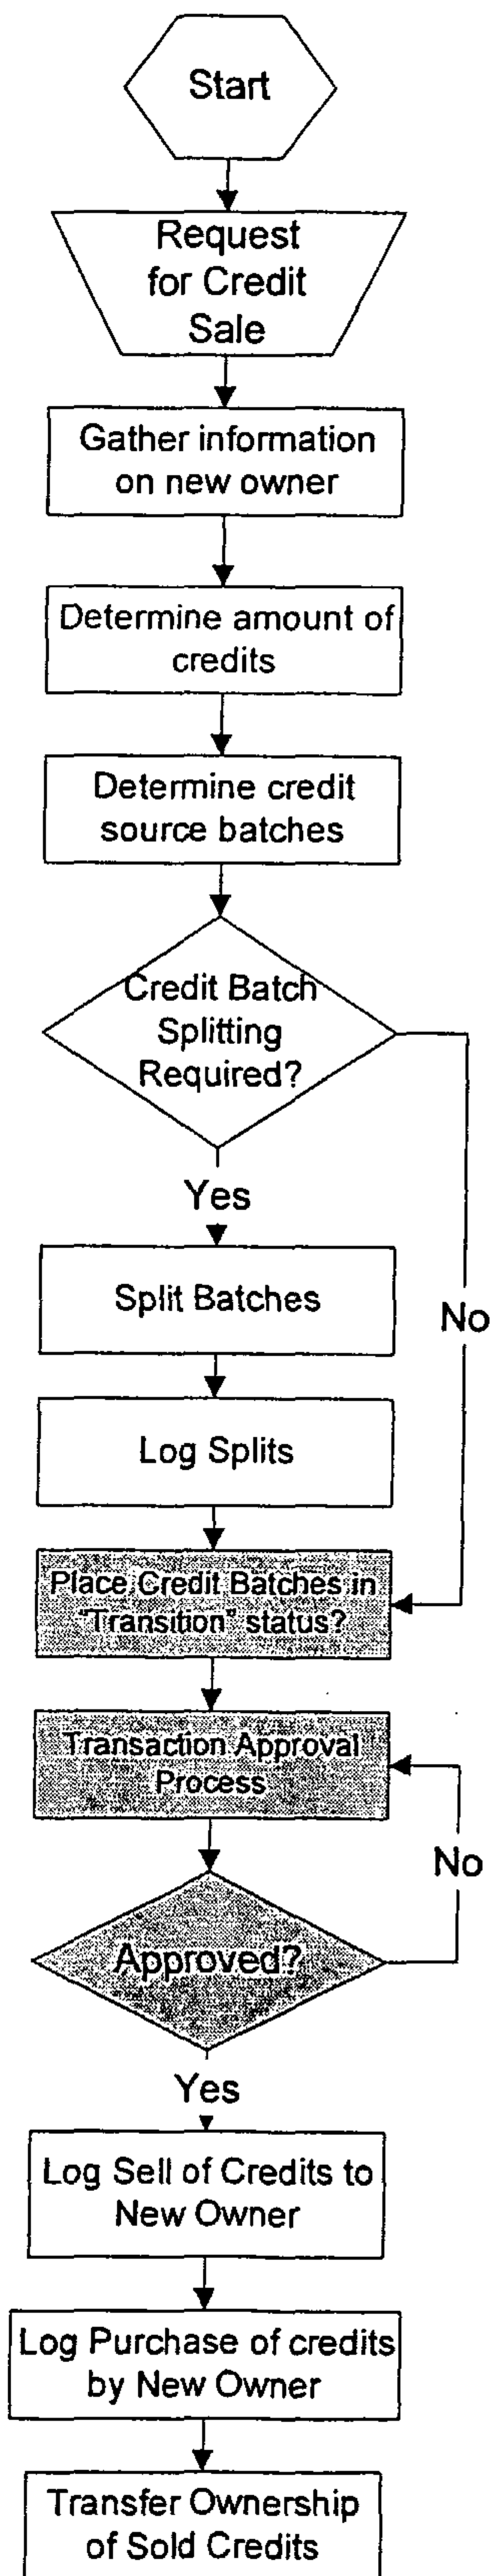 Start
Request
for Credit
Sale
Gather information
on new owner
Determine amount of
credits
Determine credit
source batches
Credit Batch
Splitting
Required?
Yes
No
Split Batches
Log Splits
Place Credit Batches in
"Transition" status?
Transaction Approval
Process
No
Approved?
Yes
Log Sell of Credits to
New Owner
Log Purchase of credits
by New Owner
Transfer Ownership
of Sold Credits